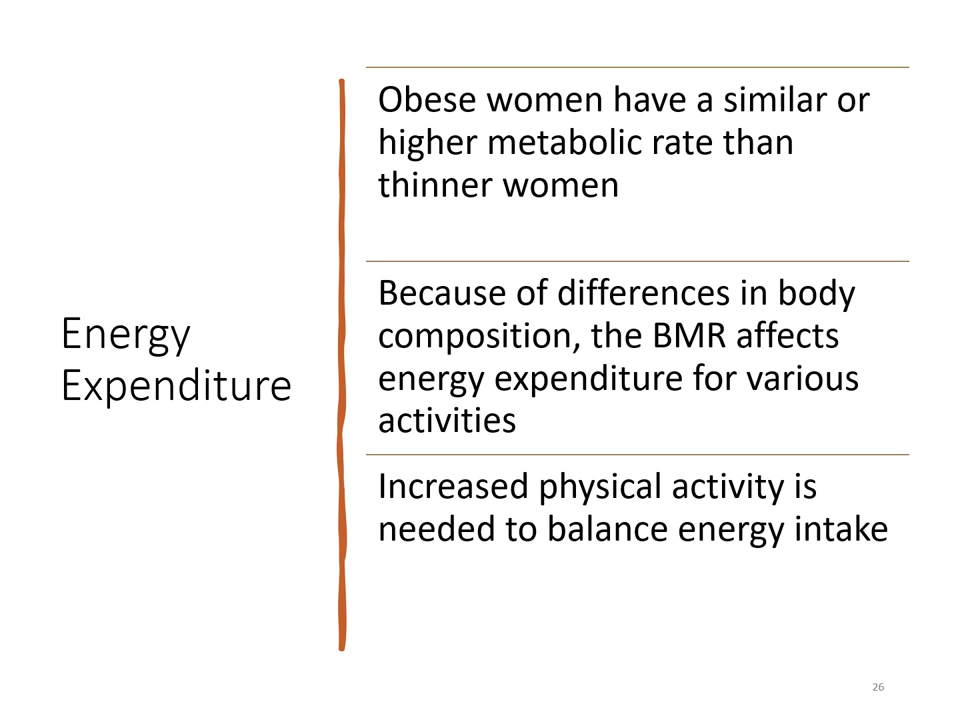 Energy
Expenditure
Obese women have a similar or
higher metabolic rate than
thinner women
Because of differences in body
composition, the BMR affects
energy expenditure for various
activities
Increased physical activity is
needed to balance energy intake
26